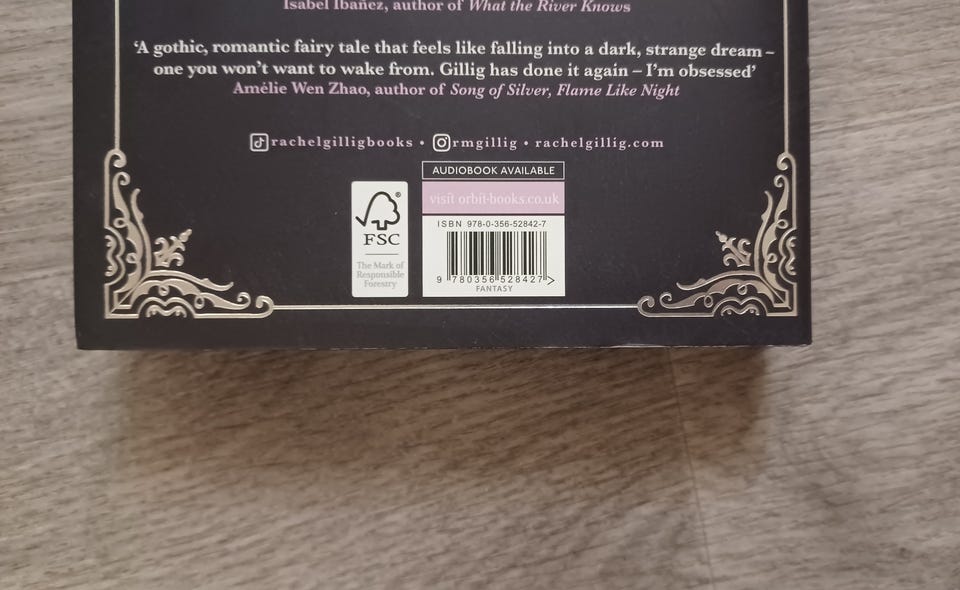 Isabel Ibañez, author of What the River Knows
‘A gothic, romantic fairy tale that feels like falling into a dark, strange dream –
one you won’t want to wake from. Gillig has done it again – I’m obsessed’
Amélie Wen Zhao, author of Song of Silver, Flame Like Night
rachelgilligbooks • rmgillig • rachelgillig.com
AUDIOBOOK AVAILABLE
visit orbit-books.co.uk
ISBN 978-0-356-52842-7
9 780356 528427 >
FANTASY
®
FSC
The Mark of
Responsible
Forestry